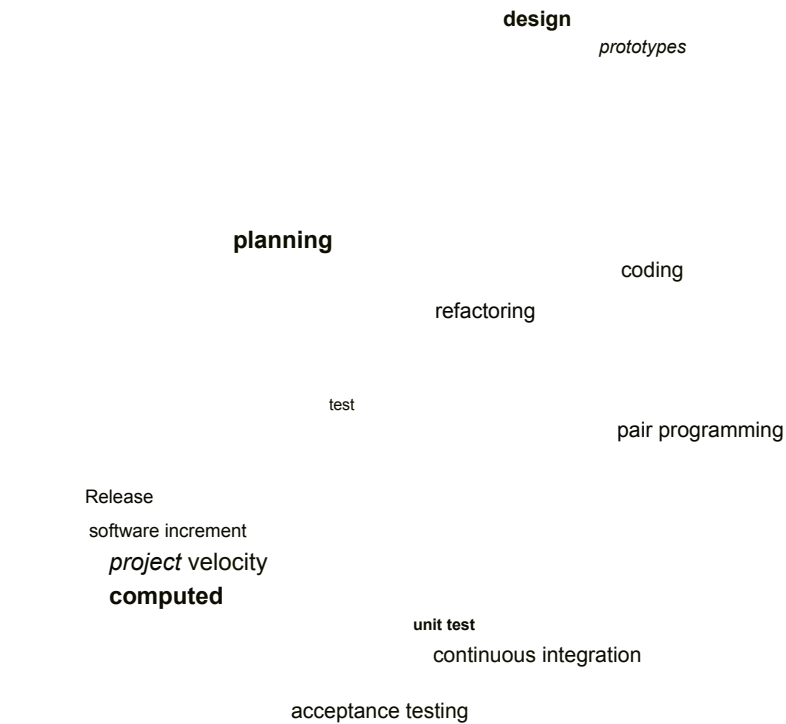 design
prototypes
planning
coding
refactoring
test
pair programming
Release
software increment
project velocity
computed
unit test
continuous integration
acceptance testing